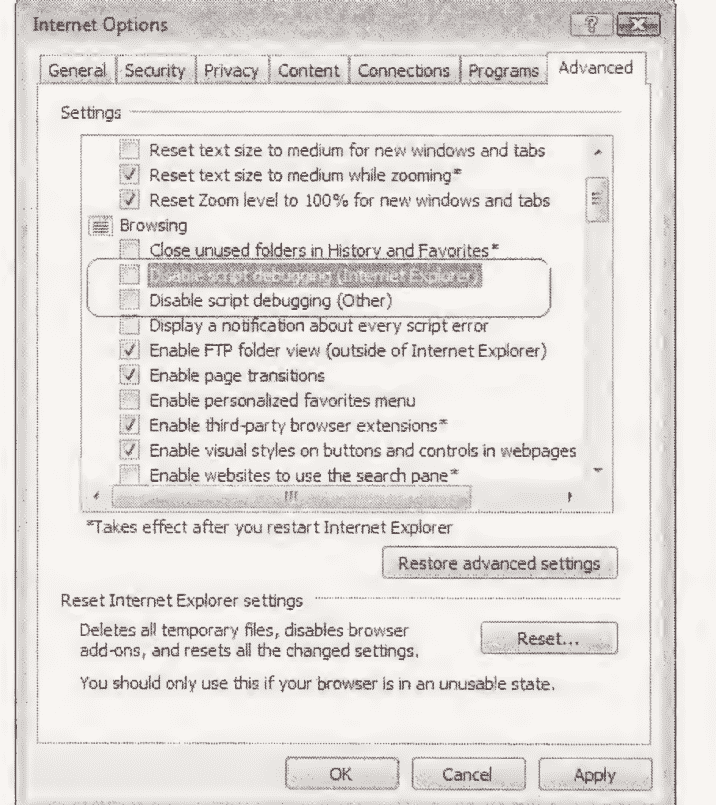 Internet Options
General Security Privacy Content Connections Programs Advanced
Settings
Reset text size to medium for new windows and tabs
Reset text size to medium while zooming*
Reset Zoom level to 100% for new windows and tabs
Browsing
Close unused folders in History and Favorites*
Disable script debugging (Internet Explorer)
Disable script debugging (Other)
Display a notification about every script error
Enable FTP folder view (outside of Internet Explorer)
Enable page transitions
Enable personalized favorites menu
Enable third-party browser extensions*
Enable visual styles on buttons and controls in webpages
Enable websites to use the search pane*
*Takes effect after you restart Internet Explorer
Restore advanced settings
Reset Internet Explorer settings
Deletes all temporary files, disables browser
add-ons, and resets all the changed settings.
Reset...
You should only use this if your browser is in an unusable state.
OK Cancel Apply